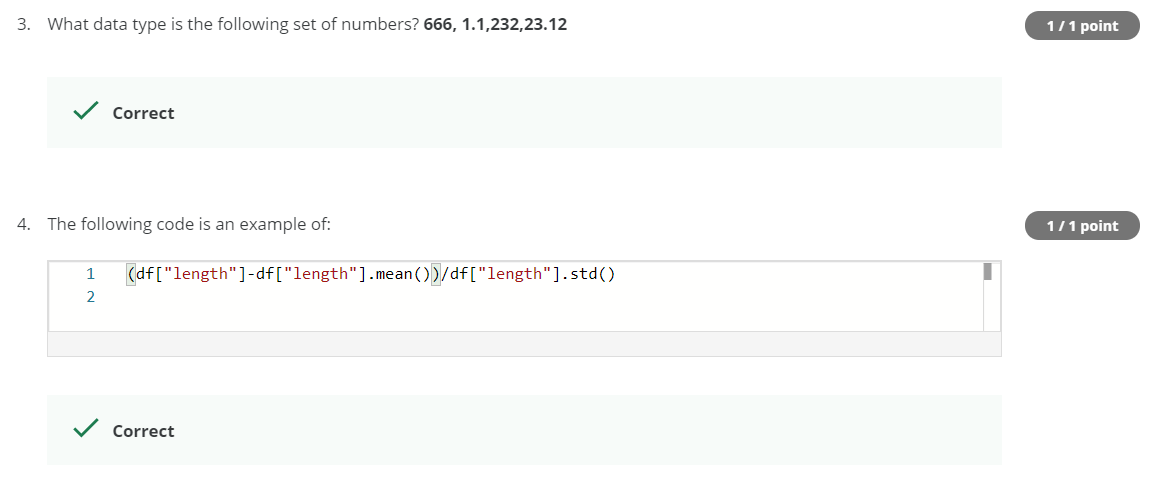 3. What data type is the following set of numbers? 666, 1.1,232,23.12
1 / 1 point
Correct
4. The following code is an example of:
1 / 1 point
1 (df["length"]-df["length"].mean())/df["length"].std()
2
Correct